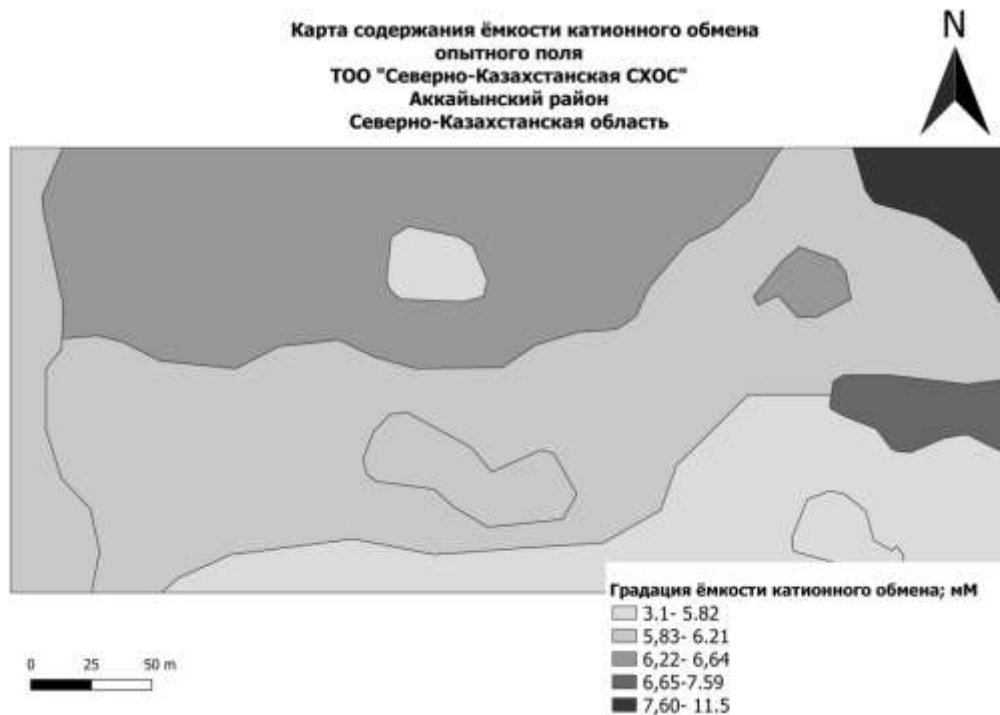 Карта содержания ёмкости катионного обмена
опытного поля
ТОО "Северно-Казахстанская СХОС"
Аккайынский район
Северно-Казахстанская область
N
Градация ёмкости катионного обмена; мМ
3.1- 5.82
5,83- 6.21
6,22- 6,64
6,65-7.59
7,60- 11.5
0 25 50 m